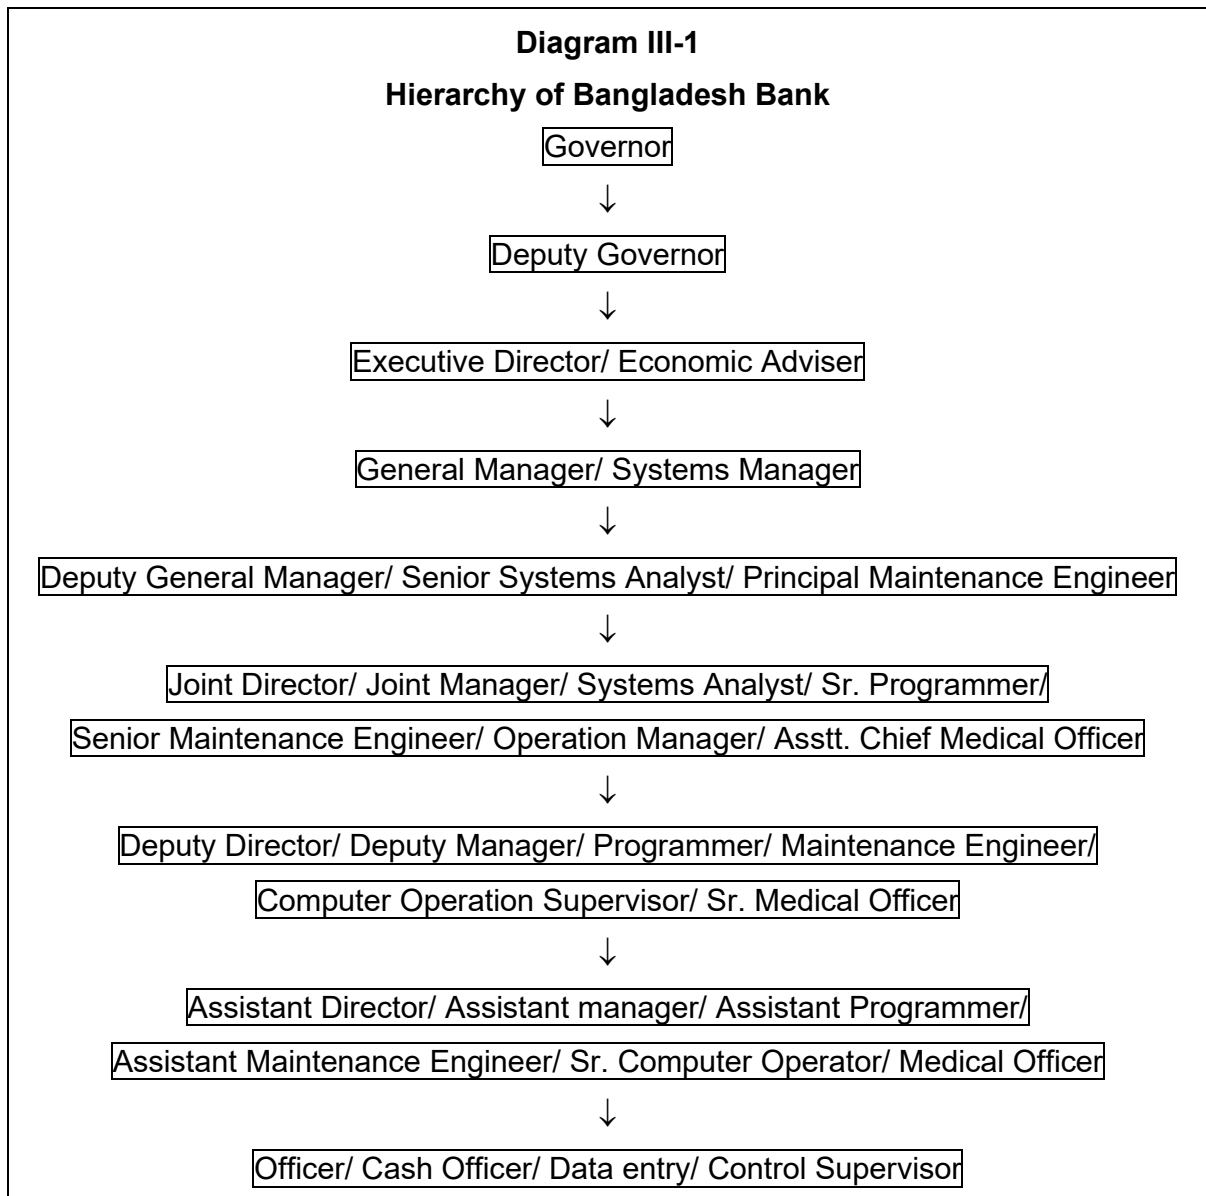 Diagram III-1
Hierarchy of Bangladesh Bank
Governor
↓
Deputy Governor
↓
Executive Director/ Economic Adviser
↓
General Manager/ Systems Manager
↓
Deputy General Manager/ Senior Systems Analyst/ Principal Maintenance Engineer
↓
Joint Director/ Joint Manager/ Systems Analyst/ Sr. Programmer/
Senior Maintenance Engineer/ Operation Manager/ Asstt. Chief Medical Officer
↓
Deputy Director/ Deputy Manager/ Programmer/ Maintenance Engineer/
Computer Operation Supervisor/ Sr. Medical Officer
↓
Assistant Director/ Assistant manager/ Assistant Programmer/
Assistant Maintenance Engineer/ Sr. Computer Operator/ Medical Officer
↓
Officer/ Cash Officer/ Data entry/ Control Supervisor